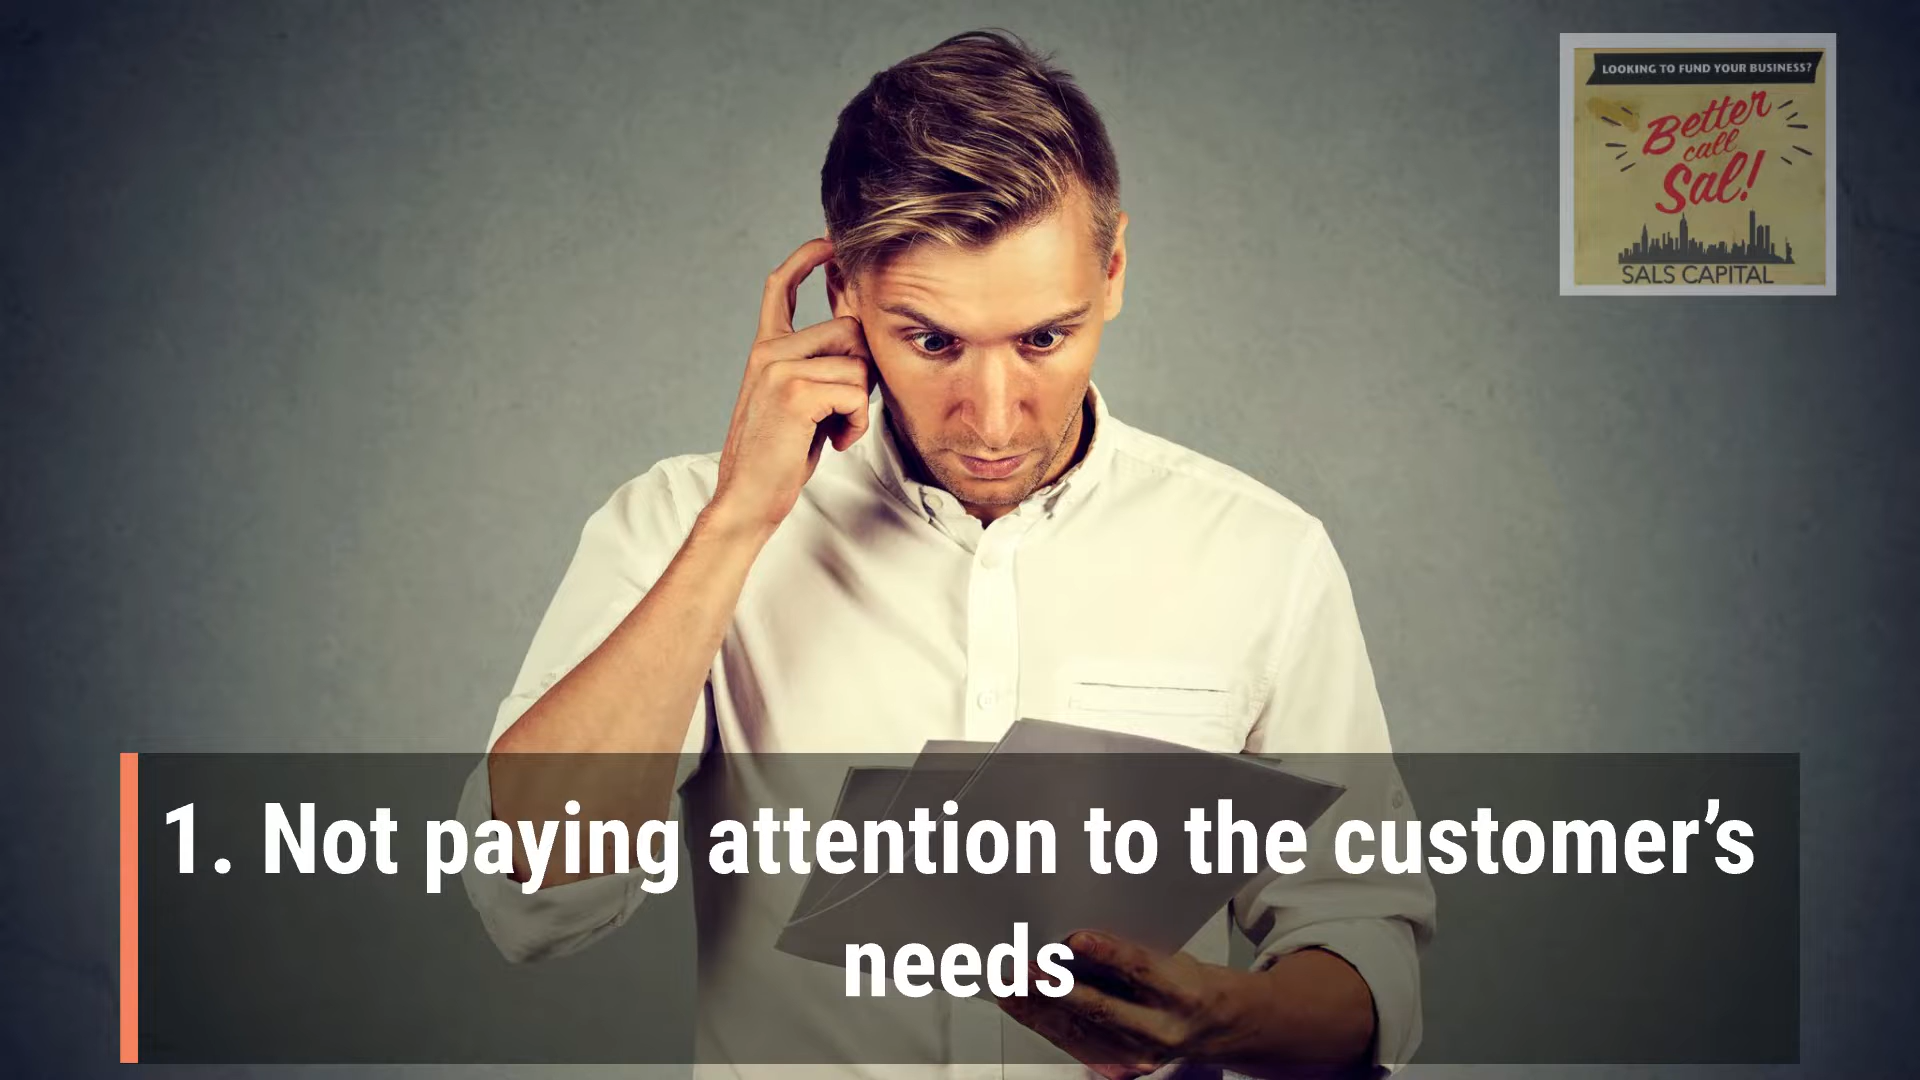 LOOKING TO FUND YOUR BUSINESS?
Better
call
Sal!
SALS CAPITAL
1. Not paying attention to the customer’s
needs